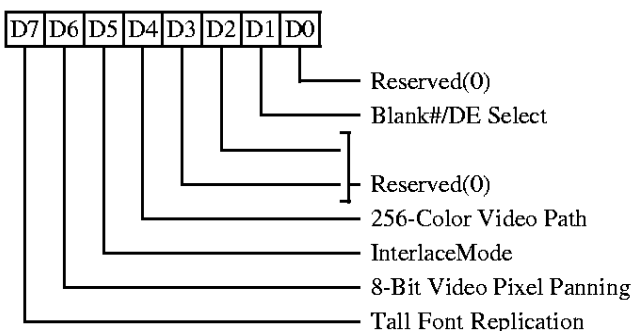 D7 D6 D5 D4 D3 D2 D1 D0
Reserved(0)
Blank#/DE Select
Reserved(0)
256-Color Video Path
InterlaceMode
8-Bit Video Pixel Panning
Tall Font Replication